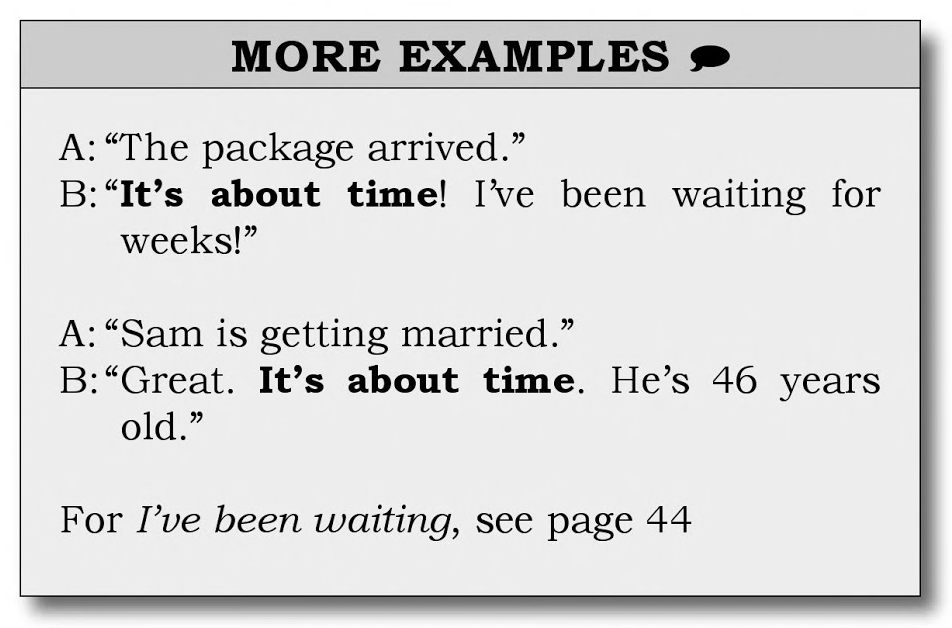 MORE EXAMPLES
A: “The package arrived.”
B: “It’s about time! I’ve been waiting for
weeks!”
A: “Sam is getting married.”
B: “Great. It’s about time. He’s 46 years
old.”
For I’ve been waiting, see page 44